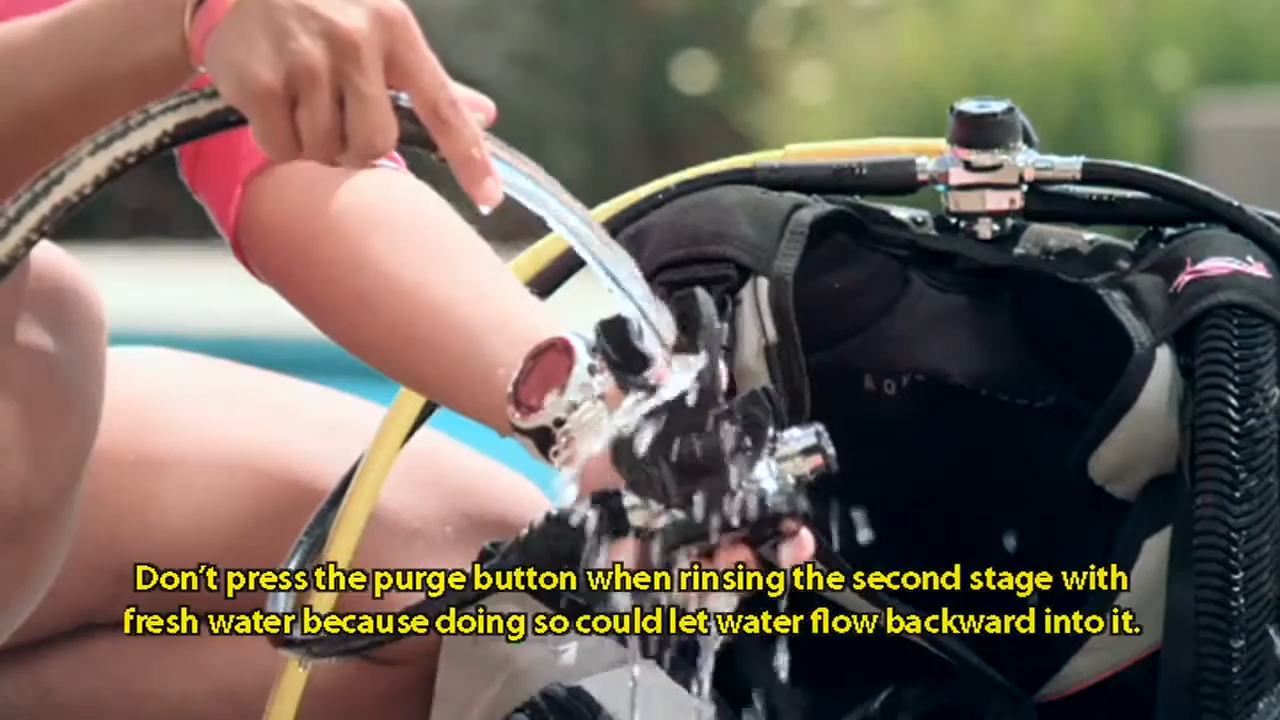 Don't press the purge button when rinsing the second stage with
fresh water because doing so could let water flow backward into it.